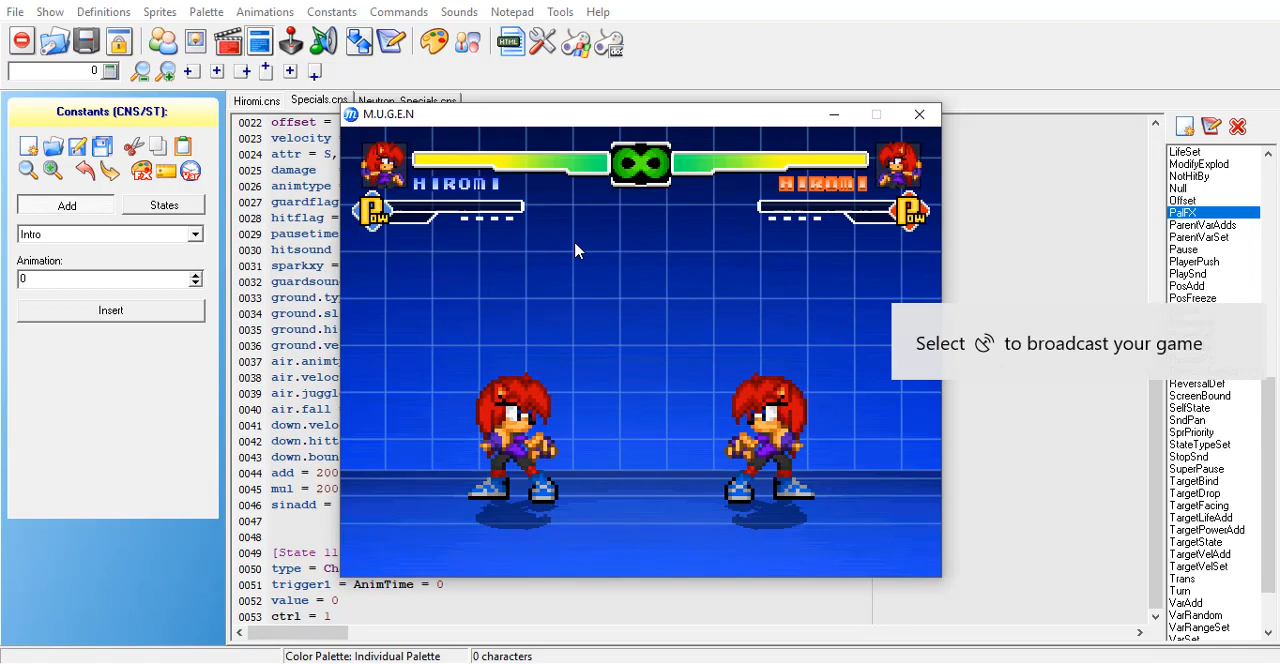 File Show Definitions Sprites Palette Animations Constants Commands Sounds Notepad Tools Help
HTML
0
Constants (CNS/ST):
Add States
Intro
Animation:
0
Insert
Hiromi.cns Specials.cns Neutron_Specials.cns
0022 offset =
0023 velocity =
0024 attr = S,
0025 damage
0026 animtype
0027 guardflag
0028 hitflag =
0029 pausetime
0030 hitsound
0031 sparkxy =
0032 guardsoun
0033 ground.ty
0034 ground.sl
0035 ground.hi
0036 ground.ve
0037 air.animt
0038 air.veloc
0039 air.juggl
0040 air.fall =
0041 down.velo
0042 down.hitt
0043 down.boun
0044 add = 200
0045 mul = 200
0046 sinadd =
0047
0048
0049 [State 11
0050 type = Ch
0051 trigger1 = AnimTime = 0
0052 value = 0
0053 ctrl = 1
M.U.G.E.N
HIROMI
HIROMI
POW
POW
Select to broadcast your game
LifeSet
ModifyExplod
NotHitBy
Null
Offset
PalFX
ParentVarAdds
ParentVarSet
Pause
PlayerPush
PlaySnd
PosAdd
PosFreeze
ReversalDef
ScreenBound
SelfState
SndPan
SprPriority
StateTypeSet
StopSnd
SuperPause
TargetBind
TargetDrop
TargetFacing
TargetLifeAdd
TargetPowerAdd
TargetState
TargetVelAdd
TargetVelSet
Trans
Turn
VarAdd
VarRandom
VarRangeSet
VarSet
Color Palette: Individual Palette 0 characters